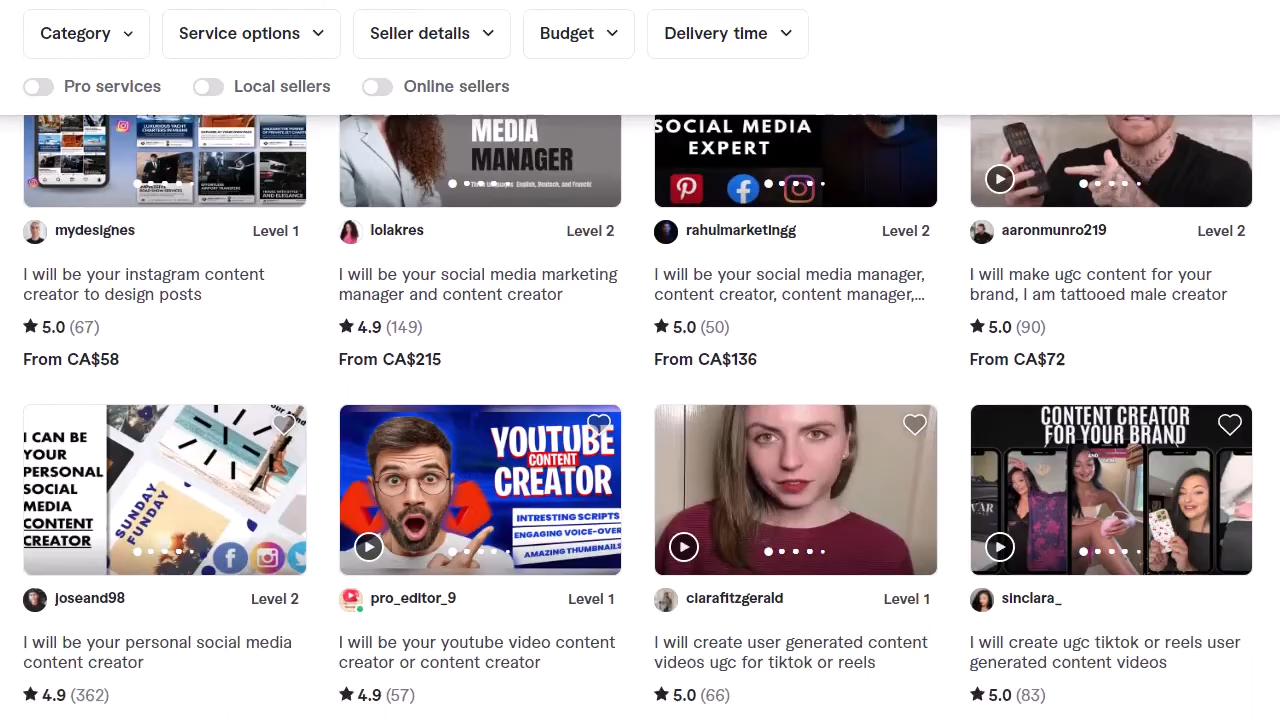 Category
Service options
Seller details
Budget
Delivery time
Pro services
Local sellers
Online sellers
MEDIA
MANAGER
SOCIAL MEDIA
EXPERT
mydesignes
Level 1
lolakres
Level 2
rahulmarketingg
Level 2
aaronmunro219
Level 2
I will be your instagram content
creator to design posts
I will be your social media marketing
manager and content creator
I will be your social media manager,
content creator, content manager,...
I will make ugc content for your
brand, I am tattooed male creator
5.0 (67)
4.9 (149)
5.0 (50)
5.0 (90)
From CA$58
From CA$215
From CA$136
From CA$72
I CAN BE
YOUR
PERSONAL
SOCIAL
MEDIA
CONTENT
CREATOR
SUNDAY
FUNDAY
YOUTUBE
CONTENT
CREATOR
INTRESTING SCRIPTS
ENGAGING VOICE-OVER
AMAZING THUMBNAILS
CONTENT CREATOR
FOR YOUR BRAND
joseand98
Level 2
pro_editor_9
Level 1
ciarafitzgerald
Level 1
sinciara_
I will be your personal social media
content creator
I will be your youtube video content
creator or content creator
I will create user generated content
videos ugc for tiktok or reels
I will create ugc tiktok or reels user
generated content videos
4.9 (362)
4.9 (57)
5.0 (66)
5.0 (83)